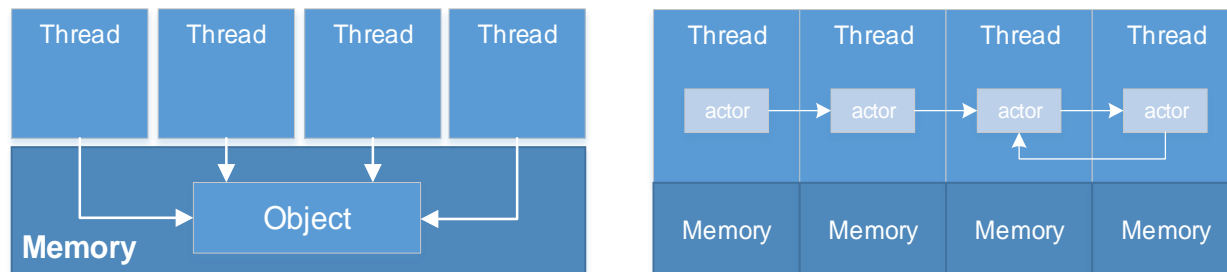 Thread Thread Thread Thread
Object
Memory
Thread Thread Thread Thread
actor actor actor actor
Memory Memory Memory Memory